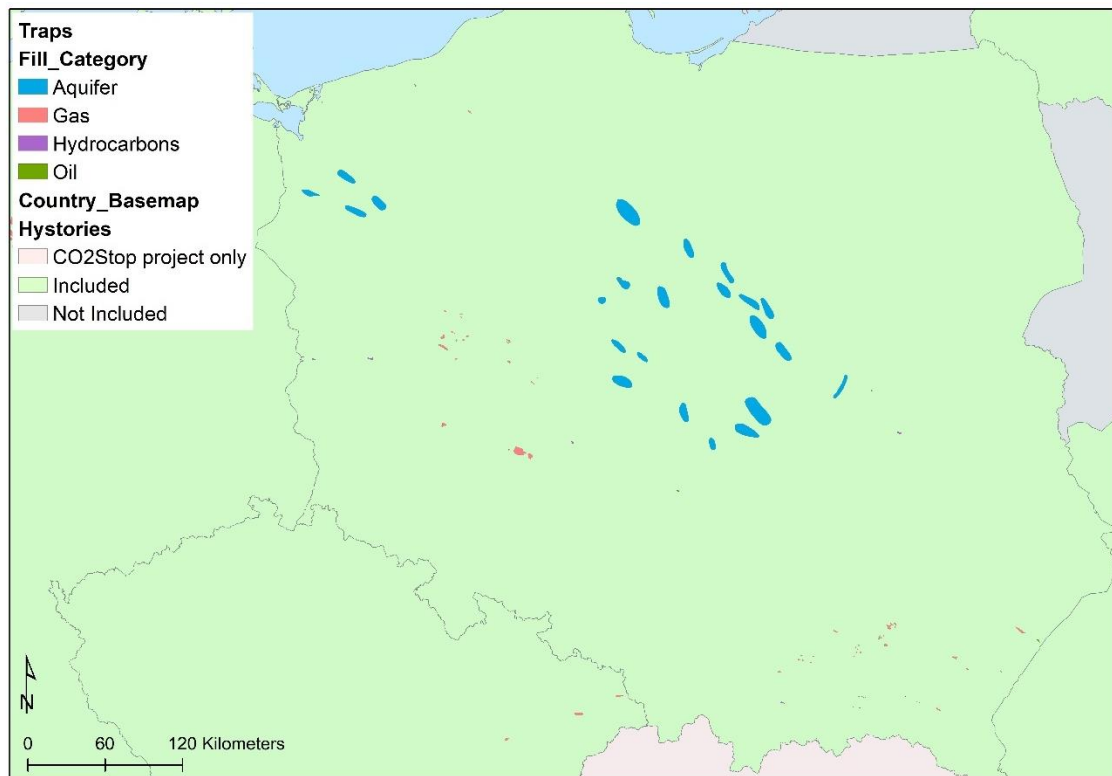 Traps
Fill_Category
Aquifer
Gas
Hydrocarbons
Oil
Country_Basemap
Hystories
CO2Stop project only
Included
Not Included
N
0 60 120 Kilometers